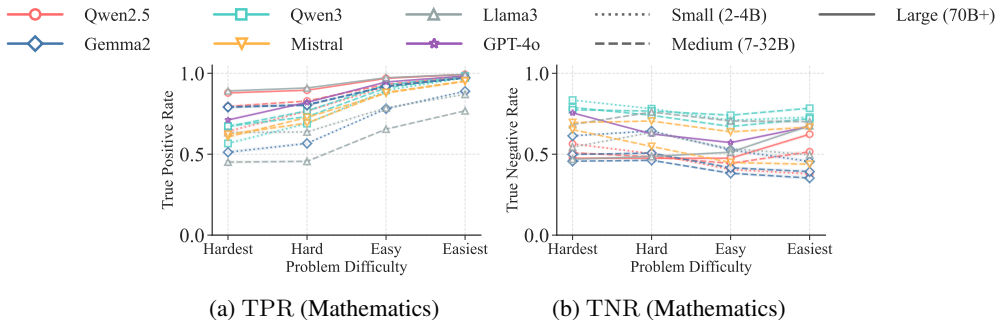 Qwen2.5 Qwen3 Llama3 Small (2-4B) Large (70B+)
Gemma2 Mistral GPT-4o Medium (7-32B)
True Positive Rate
1.0
0.5
0.0
Hardest Hard Easy Easiest
Problem Difficulty
(a) TPR (Mathematics)
True Negative Rate
1.0
0.5
0.0
Hardest Hard Easy Easiest
Problem Difficulty
(b) TNR (Mathematics)